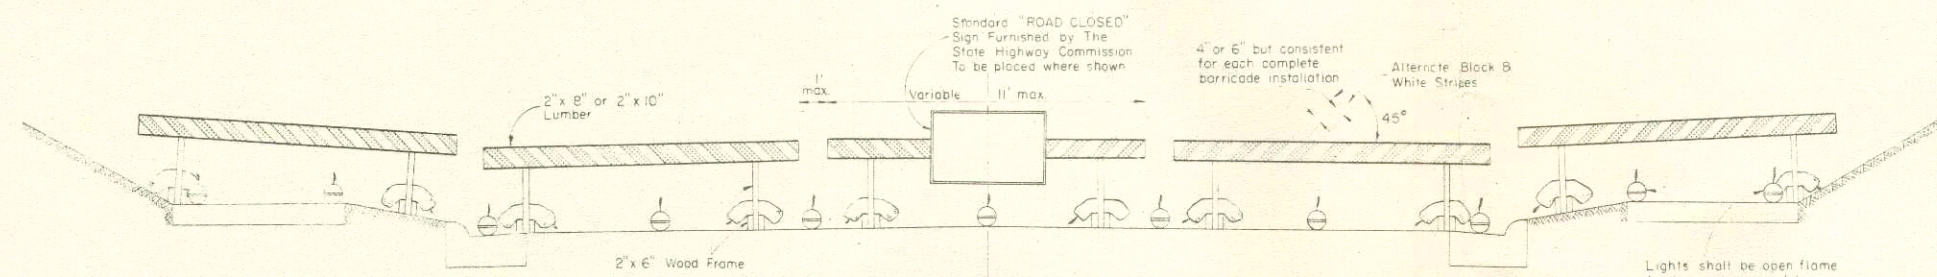 Standard "ROAD CLOSED"
Sign Furnished by The
State Highway Commission
To be placed where shown
4" or 6" but consistent
for each complete
barricade installation
Alternate Black &
White Stripes
1'
max.
Variable 11' max.
2"x 8" or 2"x 10"
Lumber
45°
2"x 6" Wood Frame
Lights shall be open flame